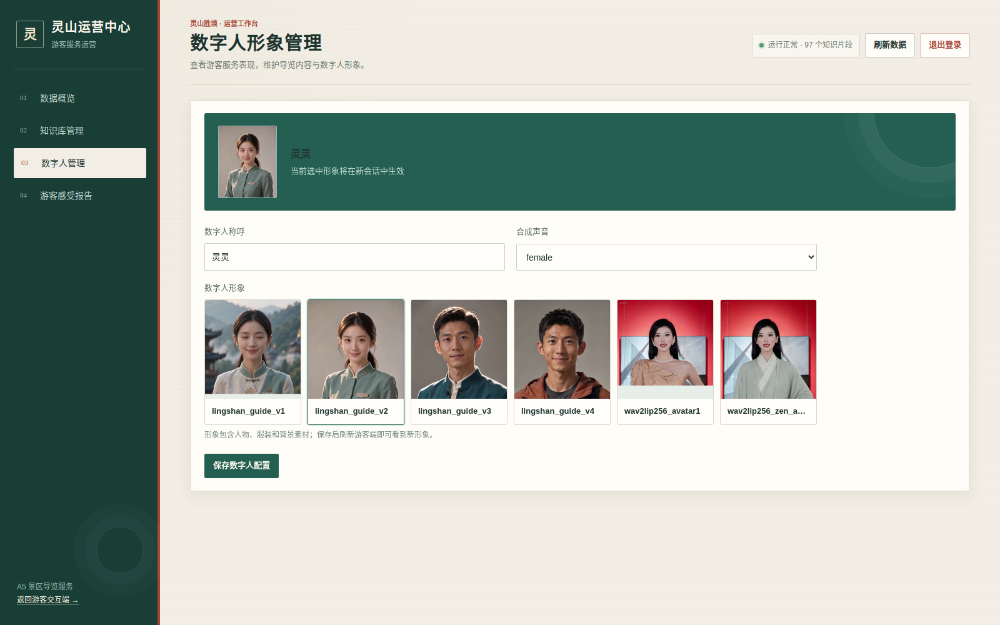 灵
灵山运营中心
游客服务运营
01 数据概览
02 知识库管理
03 数字人管理
04 游客感受报告
A5 景区导览服务
返回游客交互端 →
灵山胜境 · 运营工作台
数字人形象管理
查看游客服务表现，维护导览内容与数字人形象。
运行正常 · 97 个知识片段
刷新数据
退出登录
灵灵
当前选中形象将在新会话中生效
数字人称呼
灵灵
合成声音
female
数字人形象
lingshan_guide_v1
lingshan_guide_v2
lingshan_guide_v3
lingshan_guide_v4
wav2lip256_avatar1
wav2lip256_zen_a...
形象包含人物、服装和背景素材；保存后刷新游客端即可看到新形象。
保存数字人配置